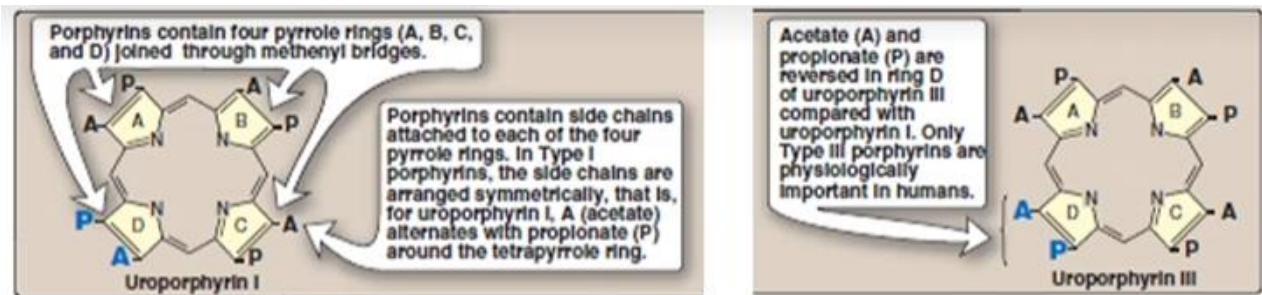 Porphyrins contain four pyrrole rings (A, B, C,
and D) joined through methenyl bridges.
P
A
A
A
B
P
N
N
N
N
P
D
C
A
A
P
Uroporphyrin I
Porphyrins contain side chains
attached to each of the four
pyrrole rings. In Type I
porphyrins, the side chains are
arranged symmetrically, that is,
for uroporphyrin I, A (acetate)
alternates with propionate (P)
around the tetrapyrrole ring.
Acetate (A) and
propionate (P) are
reversed in ring D
of uroporphyrin III
compared with
uroporphyrin I. Only
Type III porphyrins are
physiologically
important in humans.
P
A
A
A
B
P
N
N
N
N
A
D
C
A
P
P
Uroporphyrin III